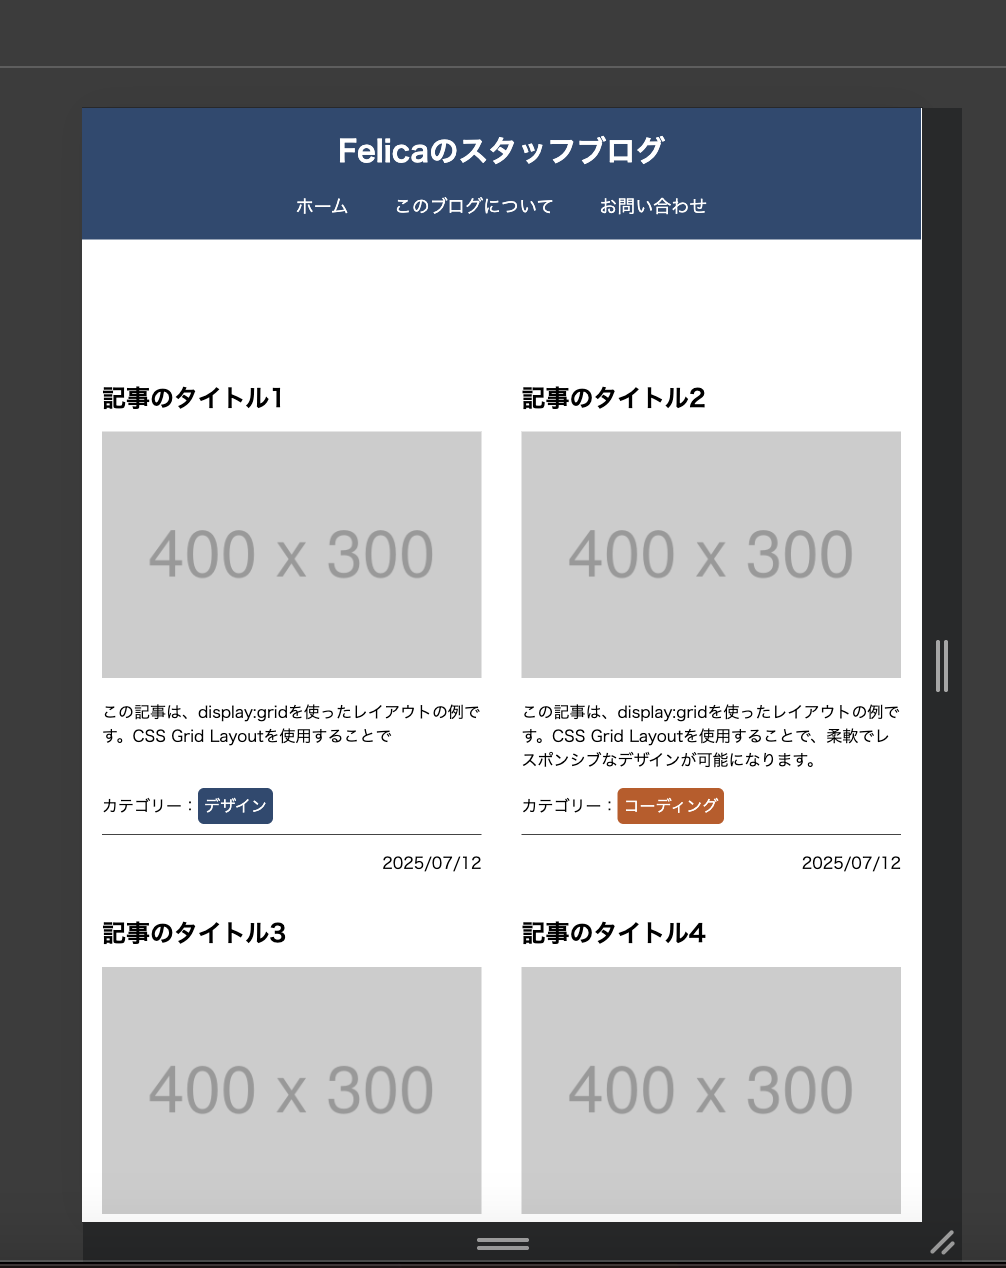 Felicaのスタッフブログ
ホーム このブログについて お問い合わせ
記事のタイトル1
400 x 300
この記事は、display:gridを使ったレイアウトの例で
す。CSS Grid Layoutを使用することで
カテゴリー：デザイン
2025/07/12
記事のタイトル2
400 x 300
この記事は、display:gridを使ったレイアウトの例で
す。CSS Grid Layoutを使用することで、柔軟でレ
スポンシブなデザインが可能になります。
カテゴリー：コーディング
2025/07/12
記事のタイトル3
400 x 300
記事のタイトル4
400 x 300